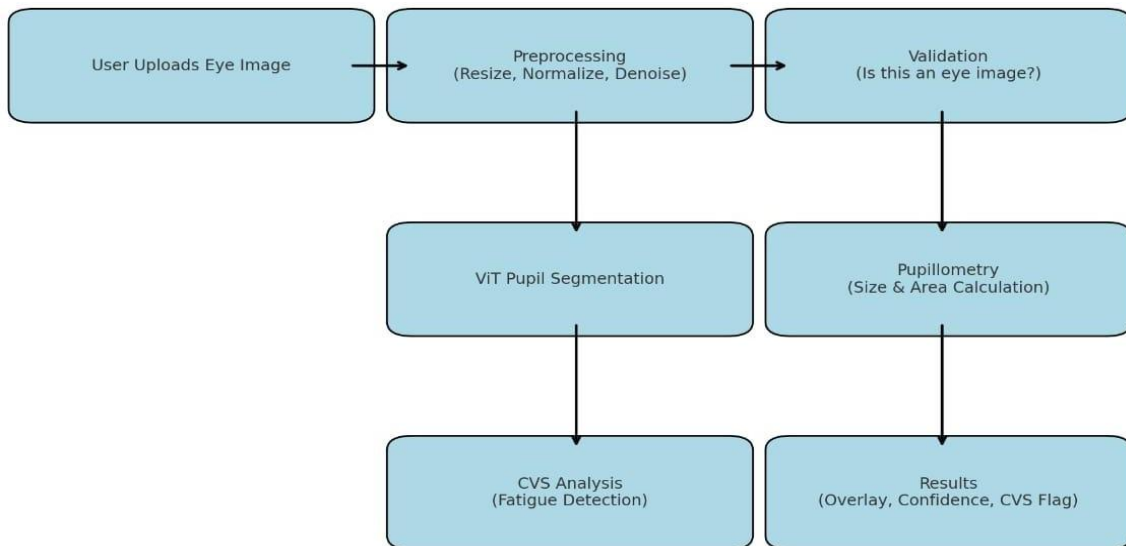 User Uploads Eye Image
Preprocessing
(Resize, Normalize, Denoise)
Validation
(Is this an eye image?)
ViT Pupil Segmentation
Pupillometry
(Size & Area Calculation)
CVS Analysis
(Fatigue Detection)
Results
(Overlay, Confidence, CVS Flag)